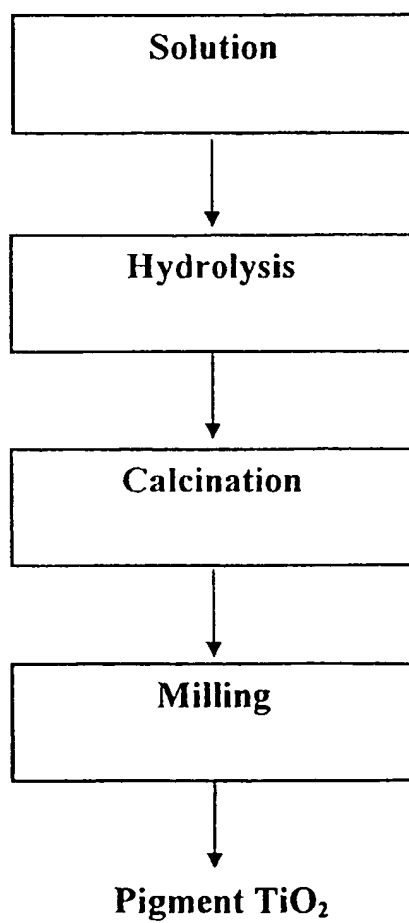 Solution
Hydrolysis
Calcination
Milling
Pigment TiO₂